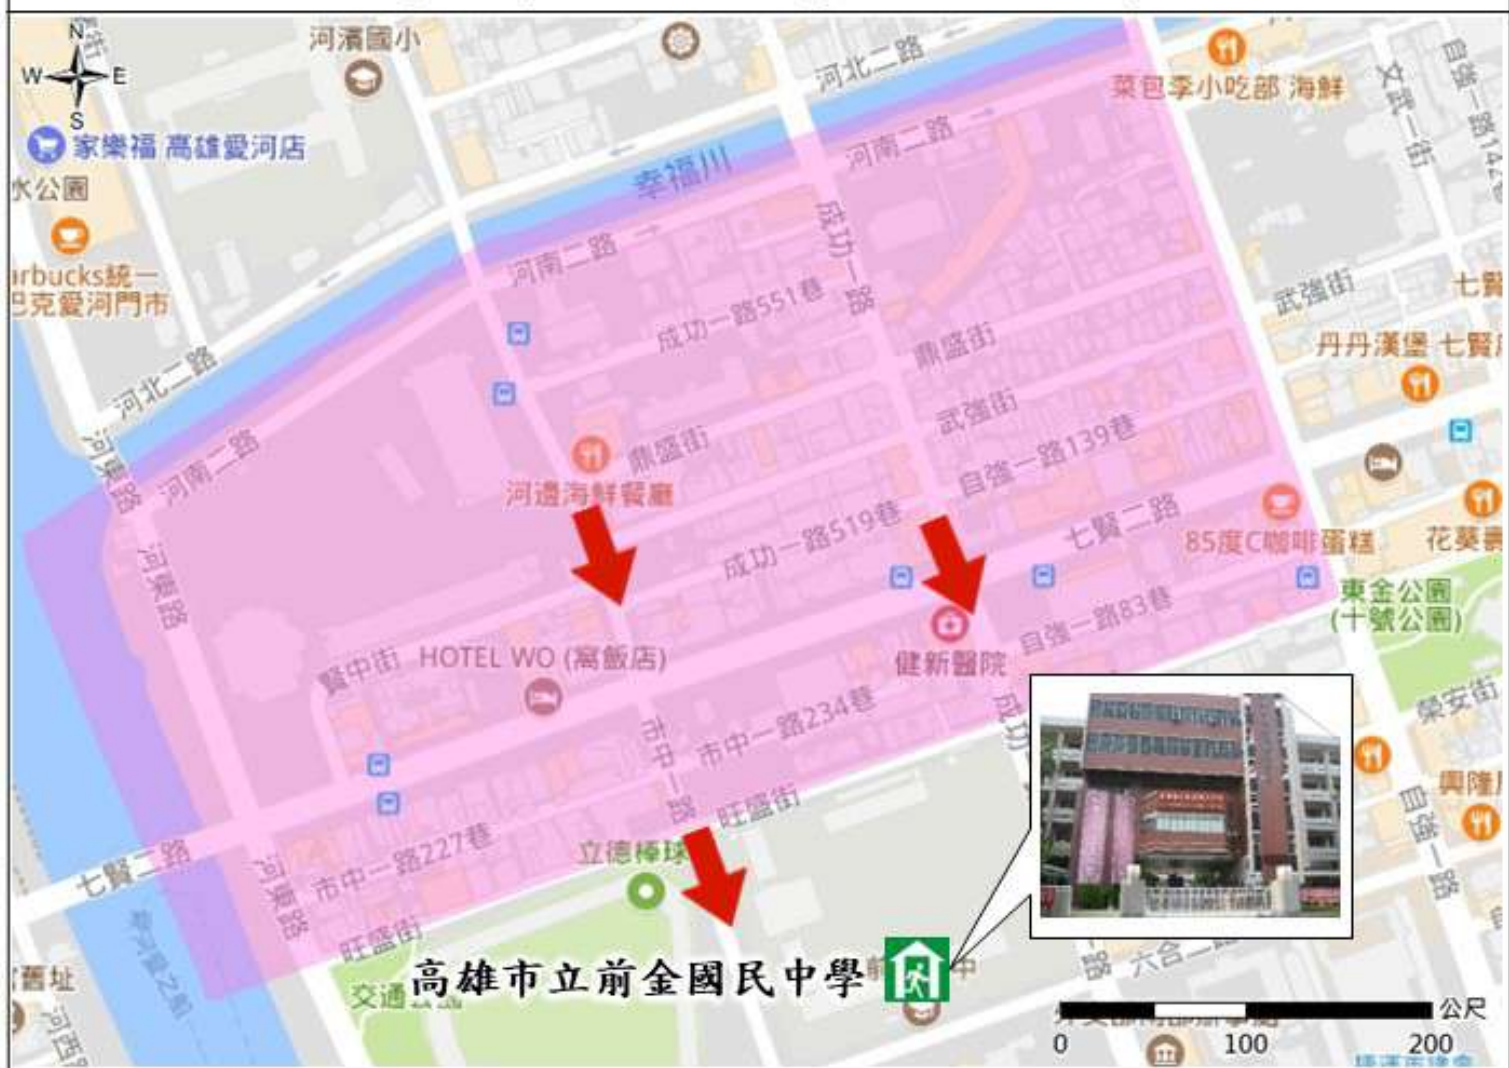 N
W
E
S
河濱國小
河北二路
菜包李小吃部 海鮮
文武一街
家樂福 高雄愛河店
水公園
幸福川
河南二路
成功一路
arbucks統一
巴克愛河門市
河南二路
成功一路551巷
武強街
七賢
丹丹漢堡 七賢
鼎盛街
河北二路
武強街
河東路
河南二路
鼎盛街
自強一路139巷
河邊海鮮餐廳
成功一路519巷
七賢二路
85度C咖啡蛋糕
河東路
東金公園
(十號公園)
自強一路83巷
賢中街
HOTEL WO (窩飯店)
健新醫院
榮安街
成功
市中一路
市中一路234巷
興隆
旺盛街
自強一路
市中一路227巷
立德棒球
七賢二路
河東路
旺盛街
高雄市立前金國民中學
中
六合二路
路
舊址
交通
河西
公尺
0
100
200